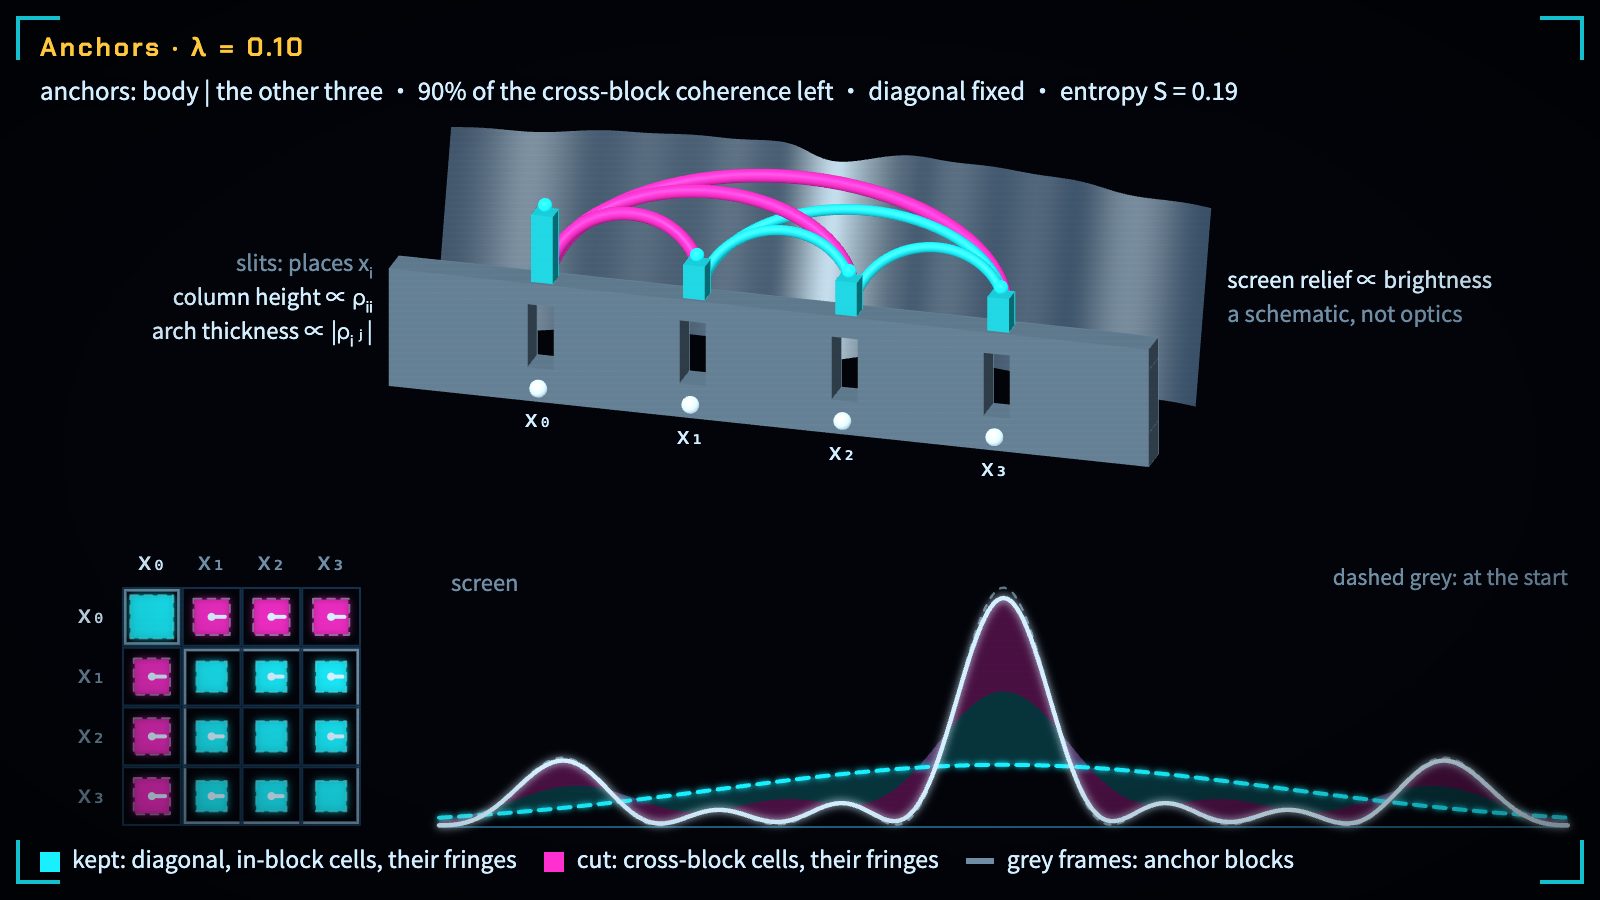 Anchors · λ = 0.10
anchors: body | the other three • 90% of the cross-block coherence left • diagonal fixed • entropy S = 0.19
slits: places xᵢ
column height ∝ ρᵢᵢ
arch thickness ∝ |ρᵢⱼ|
screen relief ∝ brightness
a schematic, not optics
X₀
X₁
X₂
X₃
X₀ X₁ X₂ X₃
X₀
X₁
X₂
X₃
screen
dashed grey: at the start
kept: diagonal, in-block cells, their fringes
cut: cross-block cells, their fringes
grey frames: anchor blocks